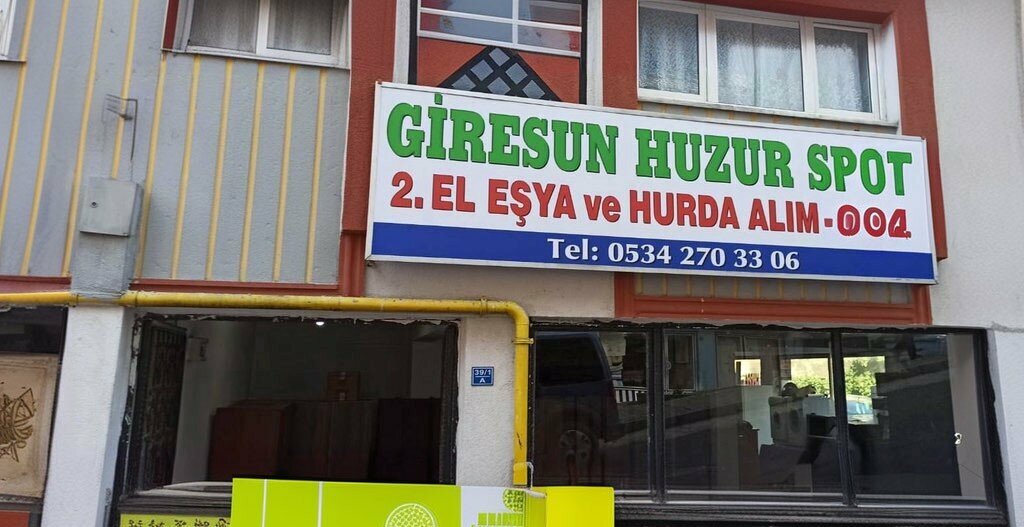 GİRESUN HUZUR SPOT
2. EL EŞYA ve HURDA ALIM-004
Tel: 0534 270 33 06
39/1
A